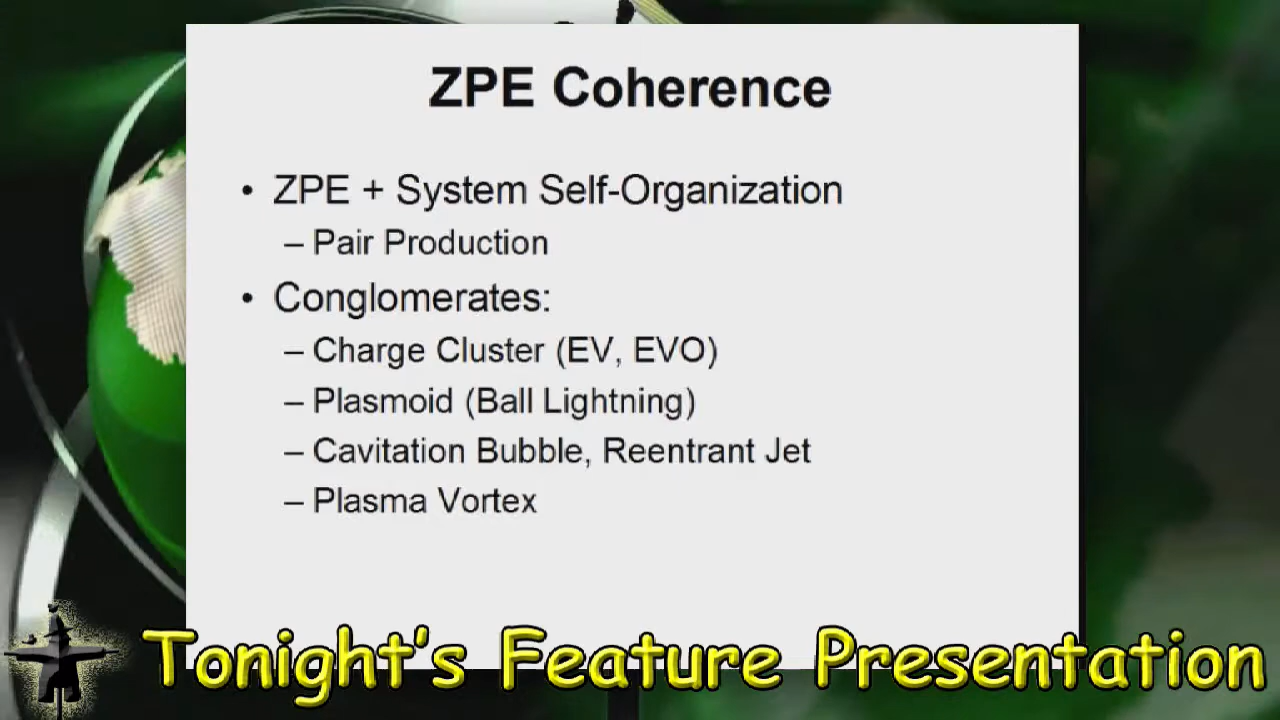 ZPE Coherence
• ZPE + System Self-Organization
– Pair Production
• Conglomerates:
– Charge Cluster (EV, EVO)
– Plasmoid (Ball Lightning)
– Cavitation Bubble, Reentrant Jet
– Plasma Vortex
Tonight's Feature Presentation